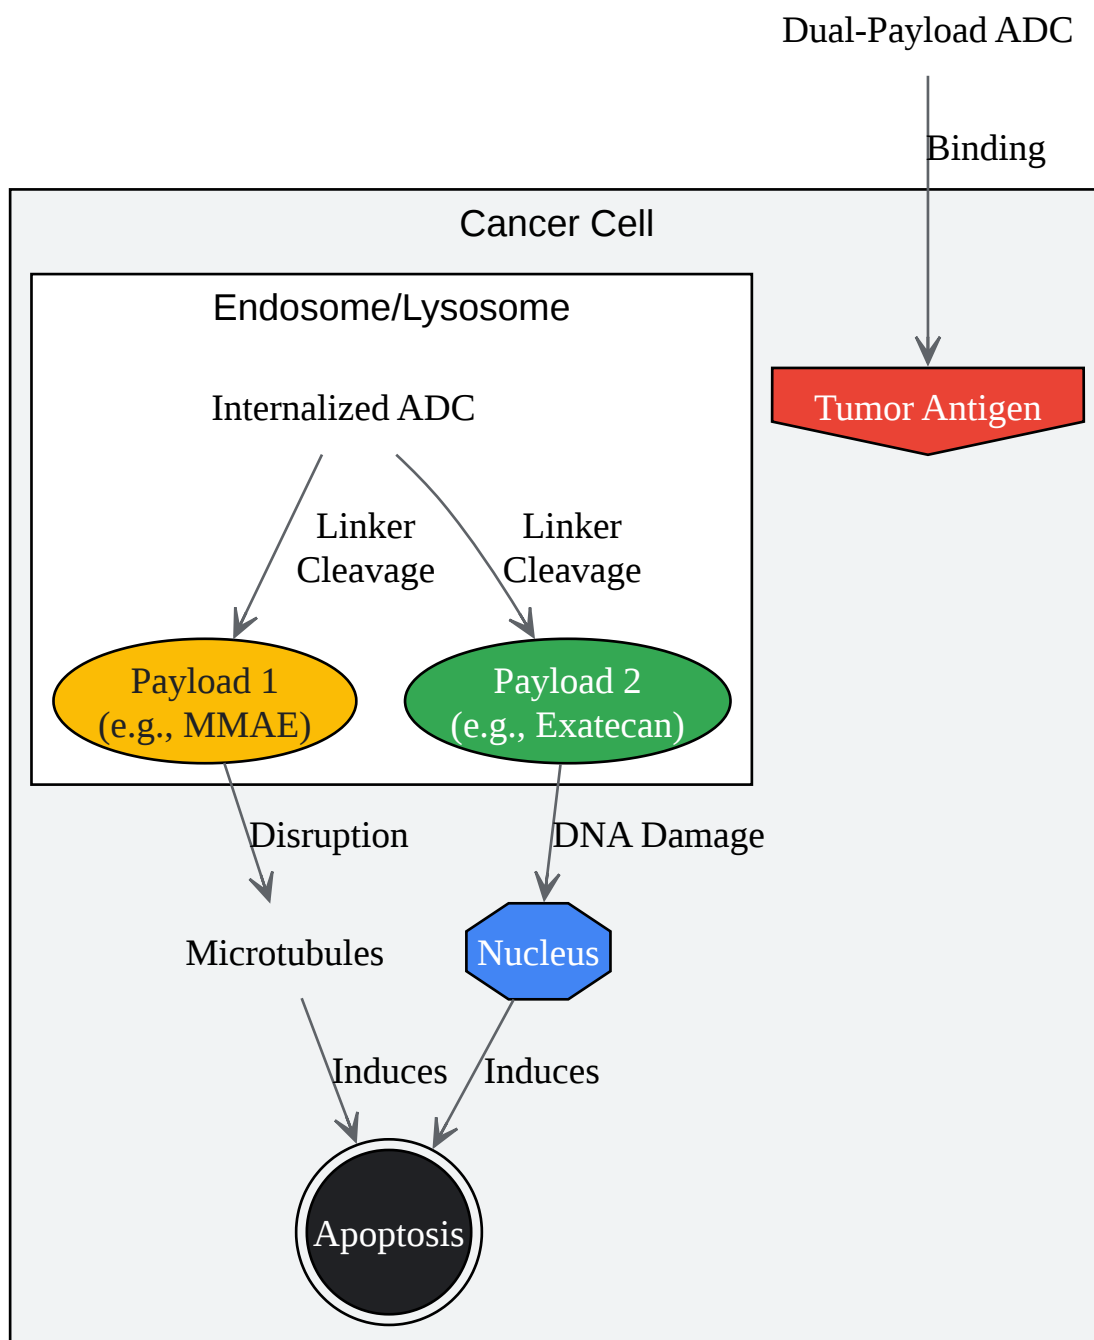 Dual-Payload ADC
Binding
Cancer Cell
Endosome/Lysosome
Internalized ADC
Tumor Antigen
Linker
Cleavage
Linker
Cleavage
Payload 1
(e.g., MMAE)
Payload 2
(e.g., Exatecan)
Disruption
DNA Damage
Microtubules
Nucleus
Induces
Induces
Apoptosis